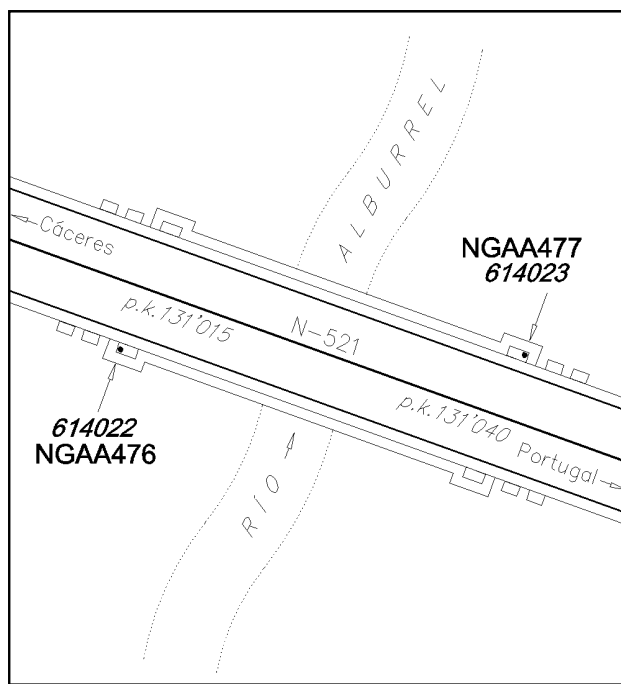 ALBURREL
NGAA477
614023
Cáceres
N-521
p.k.131'015
p.k.131'040
614022
NGAA476
Portugal
RÍO